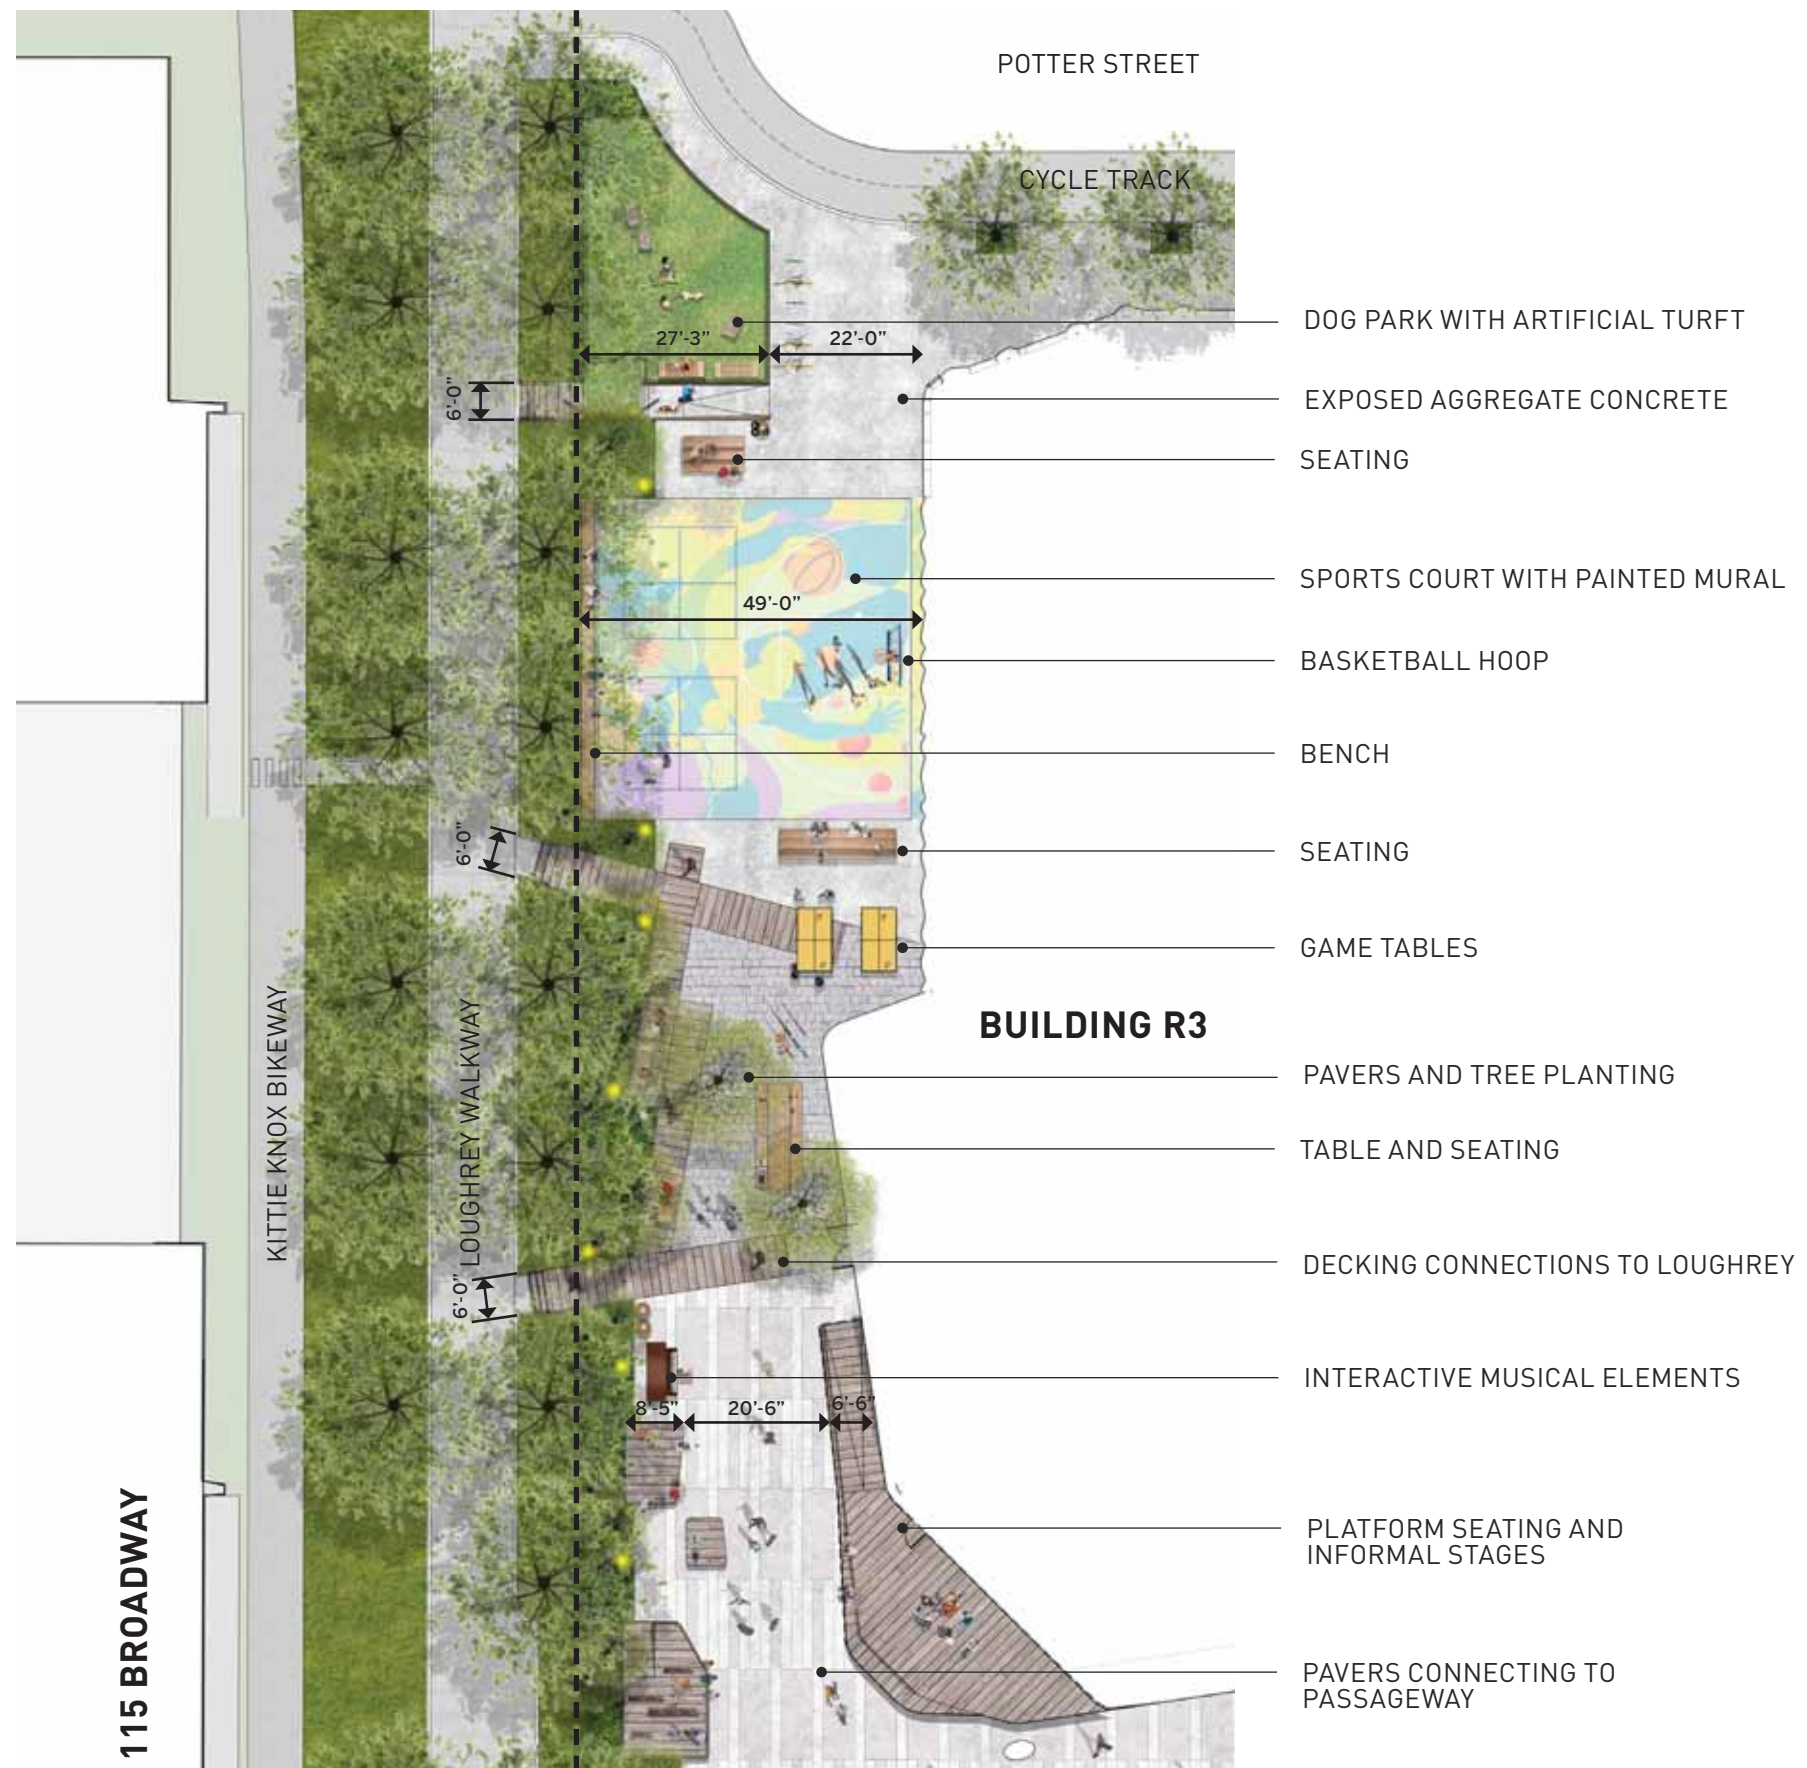 POTTER STREET
CYCLE TRACK
DOG PARK WITH ARTIFICIAL TURFT
27'-3”
22'-0”
6'-0”
EXPOSED AGGREGATE CONCRETE
SEATING
SPORTS COURT WITH PAINTED MURAL
49'-0”
BASKETBALL HOOP
BENCH
6'-0”
SEATING
GAME TABLES
BUILDING R3
KITTIE KNOX BIKEWAY
LOUGHREY WALKWAY
PAVERS AND TREE PLANTING
TABLE AND SEATING
DECKING CONNECTIONS TO LOUGHREY
6'-0”
INTERACTIVE MUSICAL ELEMENTS
8'-5”
20'-6”
6'-6”
115 BROADWAY
PLATFORM SEATING AND
INFORMAL STAGES
PAVERS CONNECTING TO
PASSAGEWAY